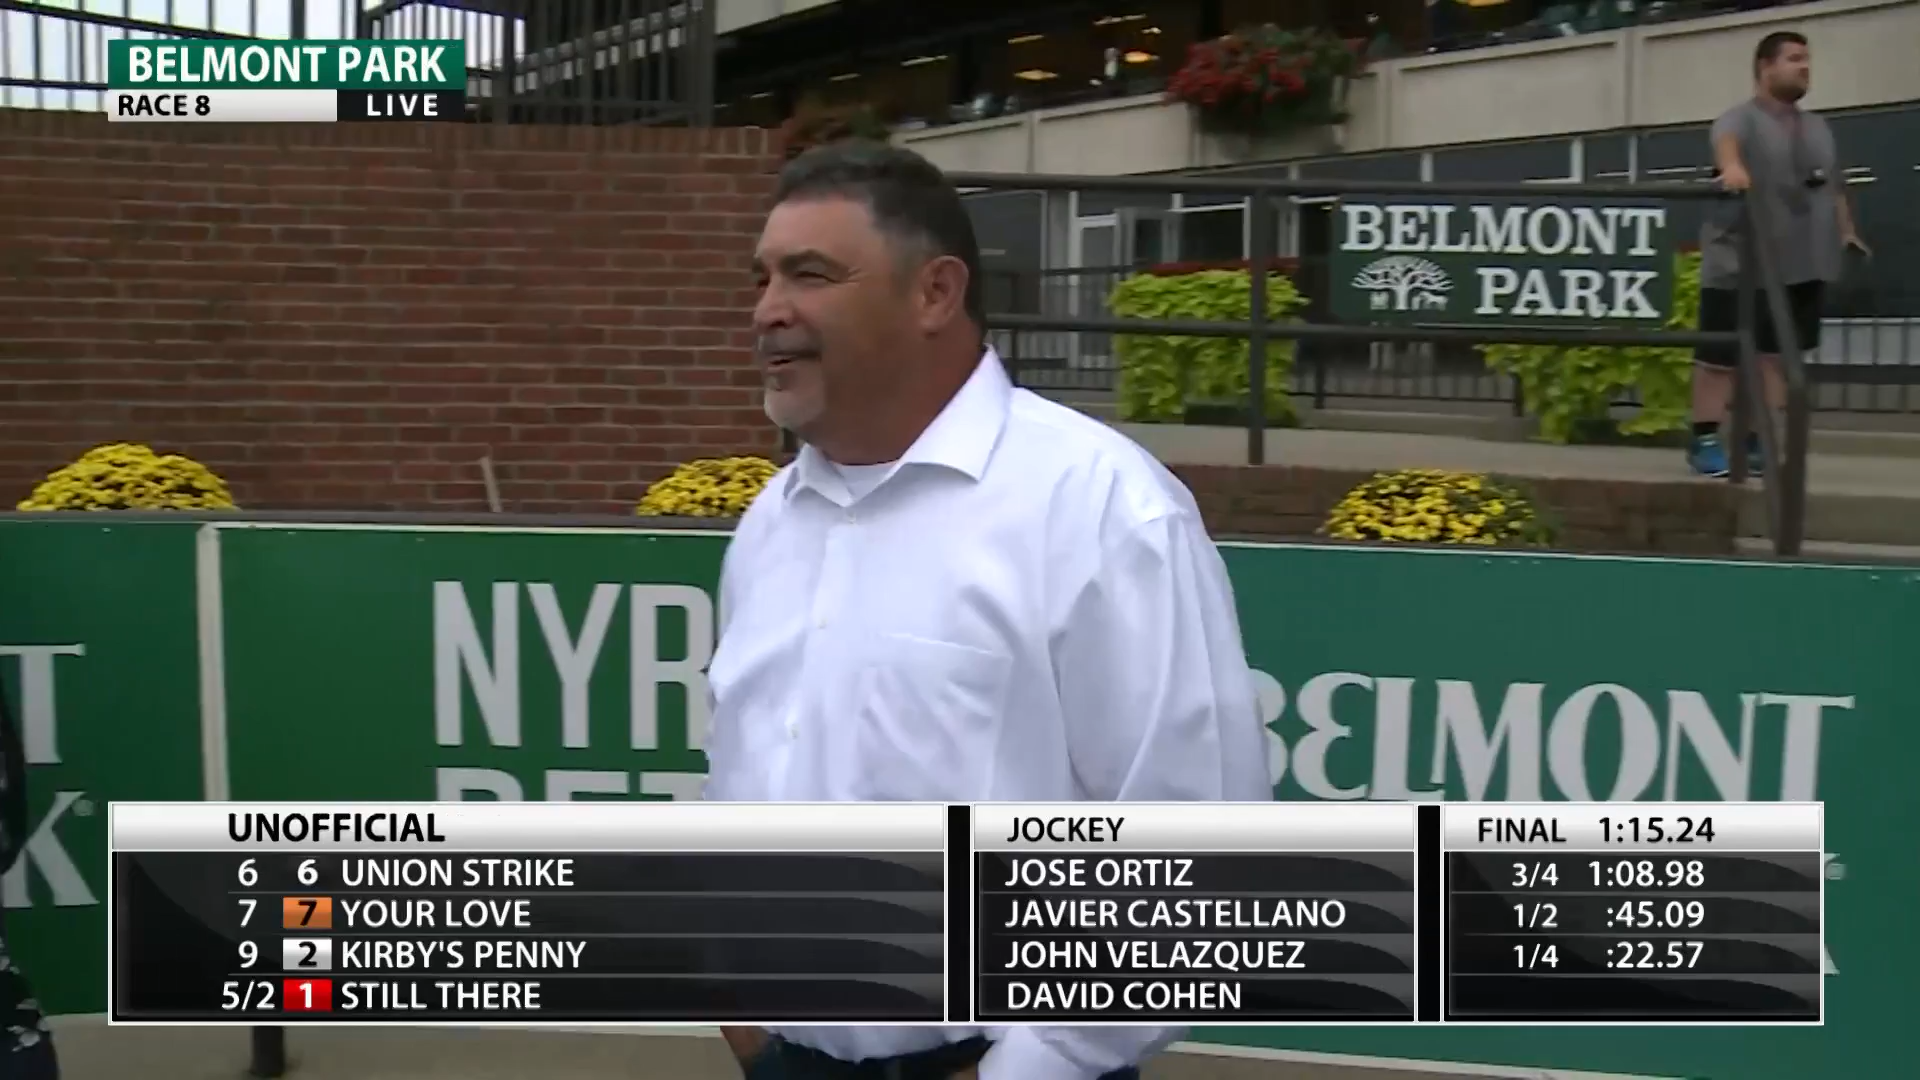 BELMONT PARK
RACE 8 LIVE
BELMONT
PARK
NYR
BELMONT
T
K
UNOFFICIAL JOCKEY FINAL 1:15.24
6 6 UNION STRIKE JOSE ORTIZ 3/4 1:08.98
7 7 YOUR LOVE JAVIER CASTELLANO 1/2 :45.09
9 2 KIRBY'S PENNY JOHN VELAZQUEZ 1/4 :22.57
5/2 1 STILL THERE DAVID COHEN